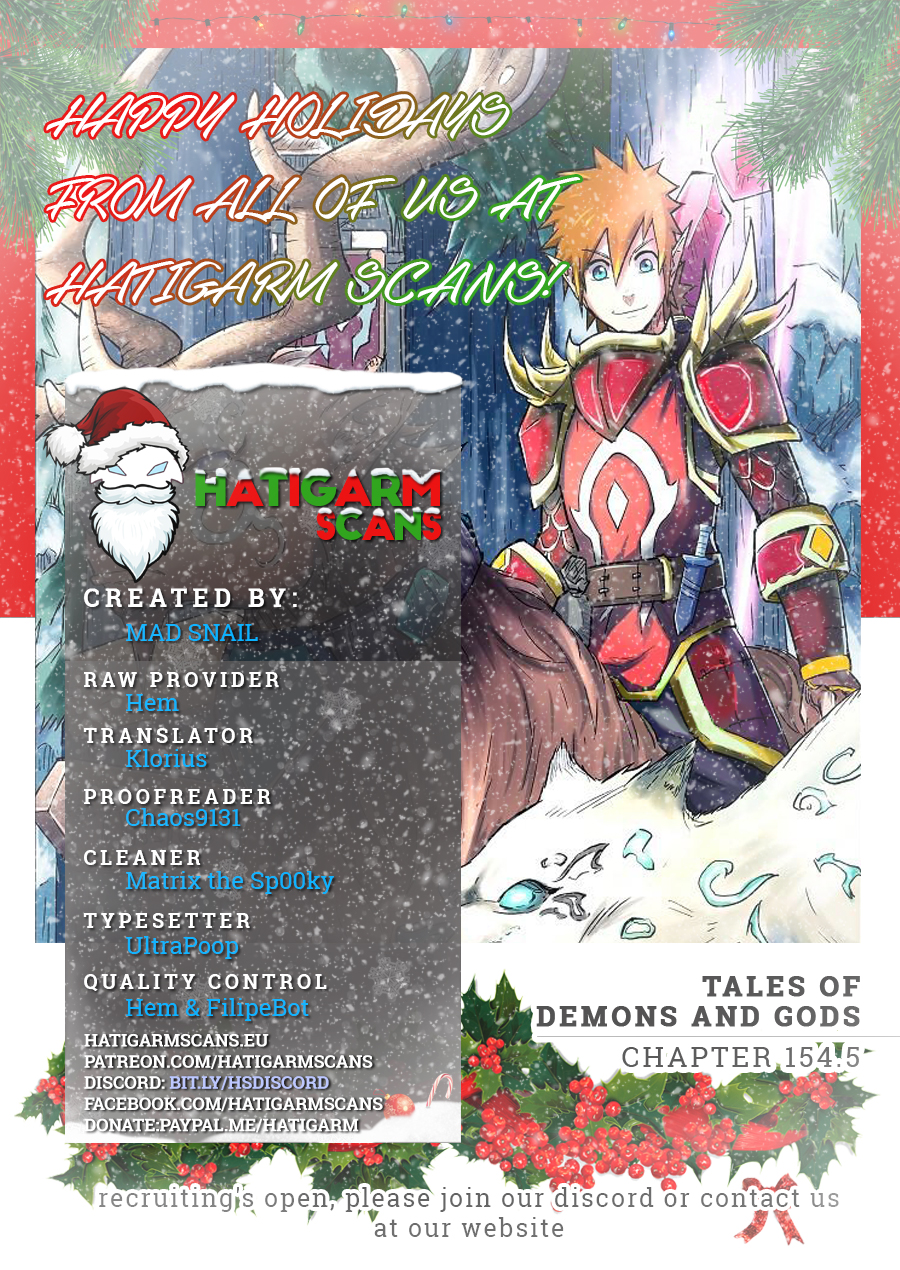 HAPPY HOLIDAYS
FROM ALL OF US AT
HATIGARM SCANS!
HATIGARM
SCANS
CREATED BY:
MAD SNAIL
RAW PROVIDER
Hem
TRANSLATOR
Klorius
PROOFREADER
Chaos9131
CLEANER
Matrix the Sp00ky
TYPESETTER
UltraPoop
QUALITY CONTROL
Hem & FilipeBot
HATIGARMSCANS.EU
PATREON.COM/HATIGARMSCANS
DISCORD: BIT.LY/HSDISCORD
FACEBOOK.COM/HATIGARMSCANS
DONATE:PAYPAL.ME/HATIGARM
TALES OF
DEMONS AND GODS
CHAPTER 154.5
recruiting's open, please join our discord or contact us
at our website